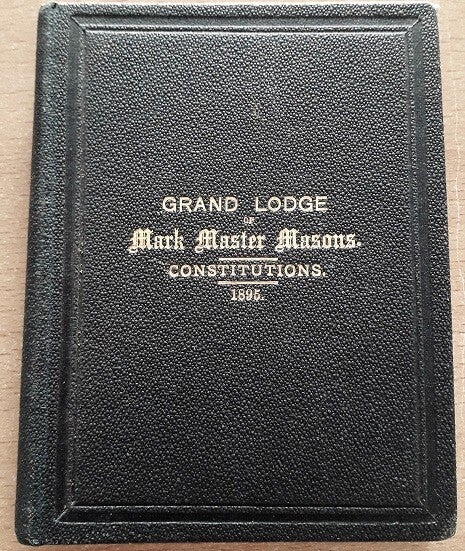 GRAND LODGE
OF
Mark Master Masons.
CONSTITUTIONS.
1895.